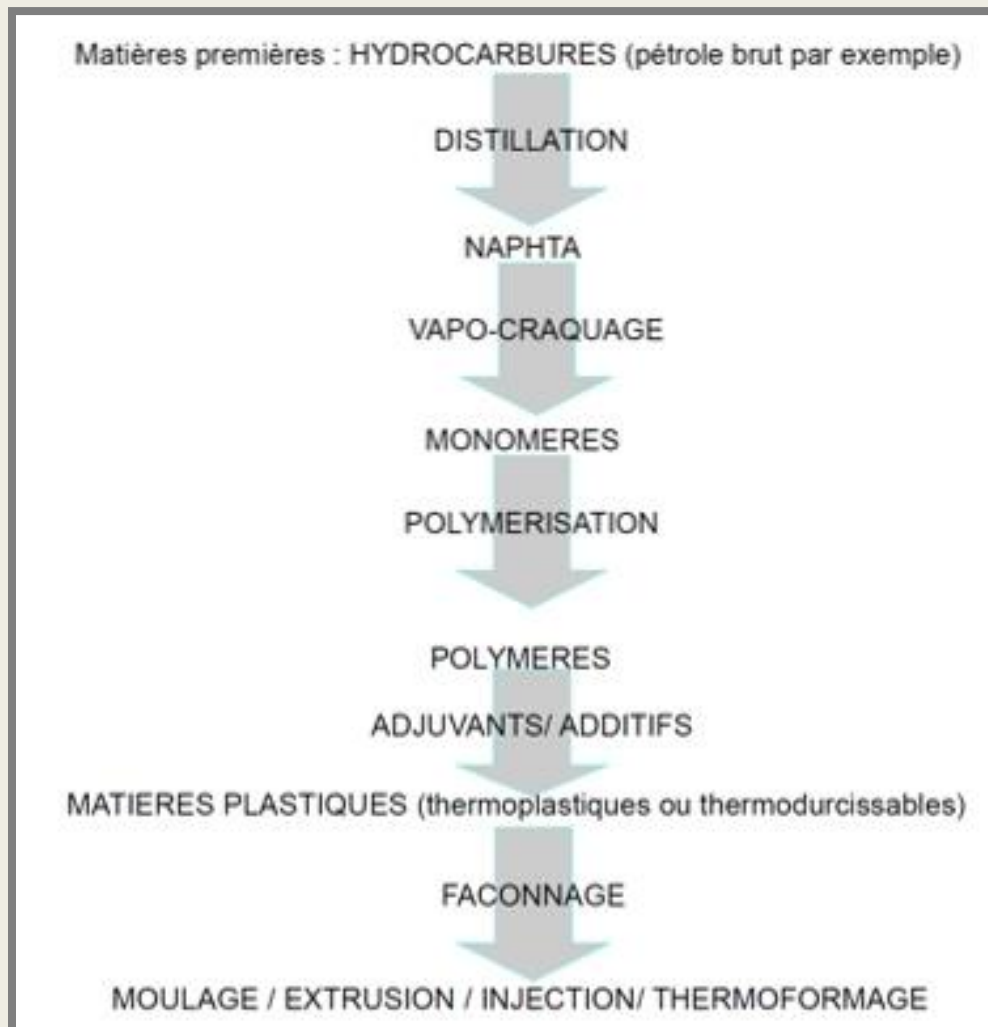 Matières premières : HYDROCARBURES (pétrole brut par exemple)
DISTILLATION
NAPHTA
VAPO-CRAQUAGE
MONOMERES
POLYMERISATION
POLYMERES
ADJUVANTS/ ADDITIFS
MATIERES PLASTIQUES (thermoplastiques ou thermodurcissables)
FACONNAGE
MOULAGE / EXTRUSION / INJECTION/ THERMOFORMAGE